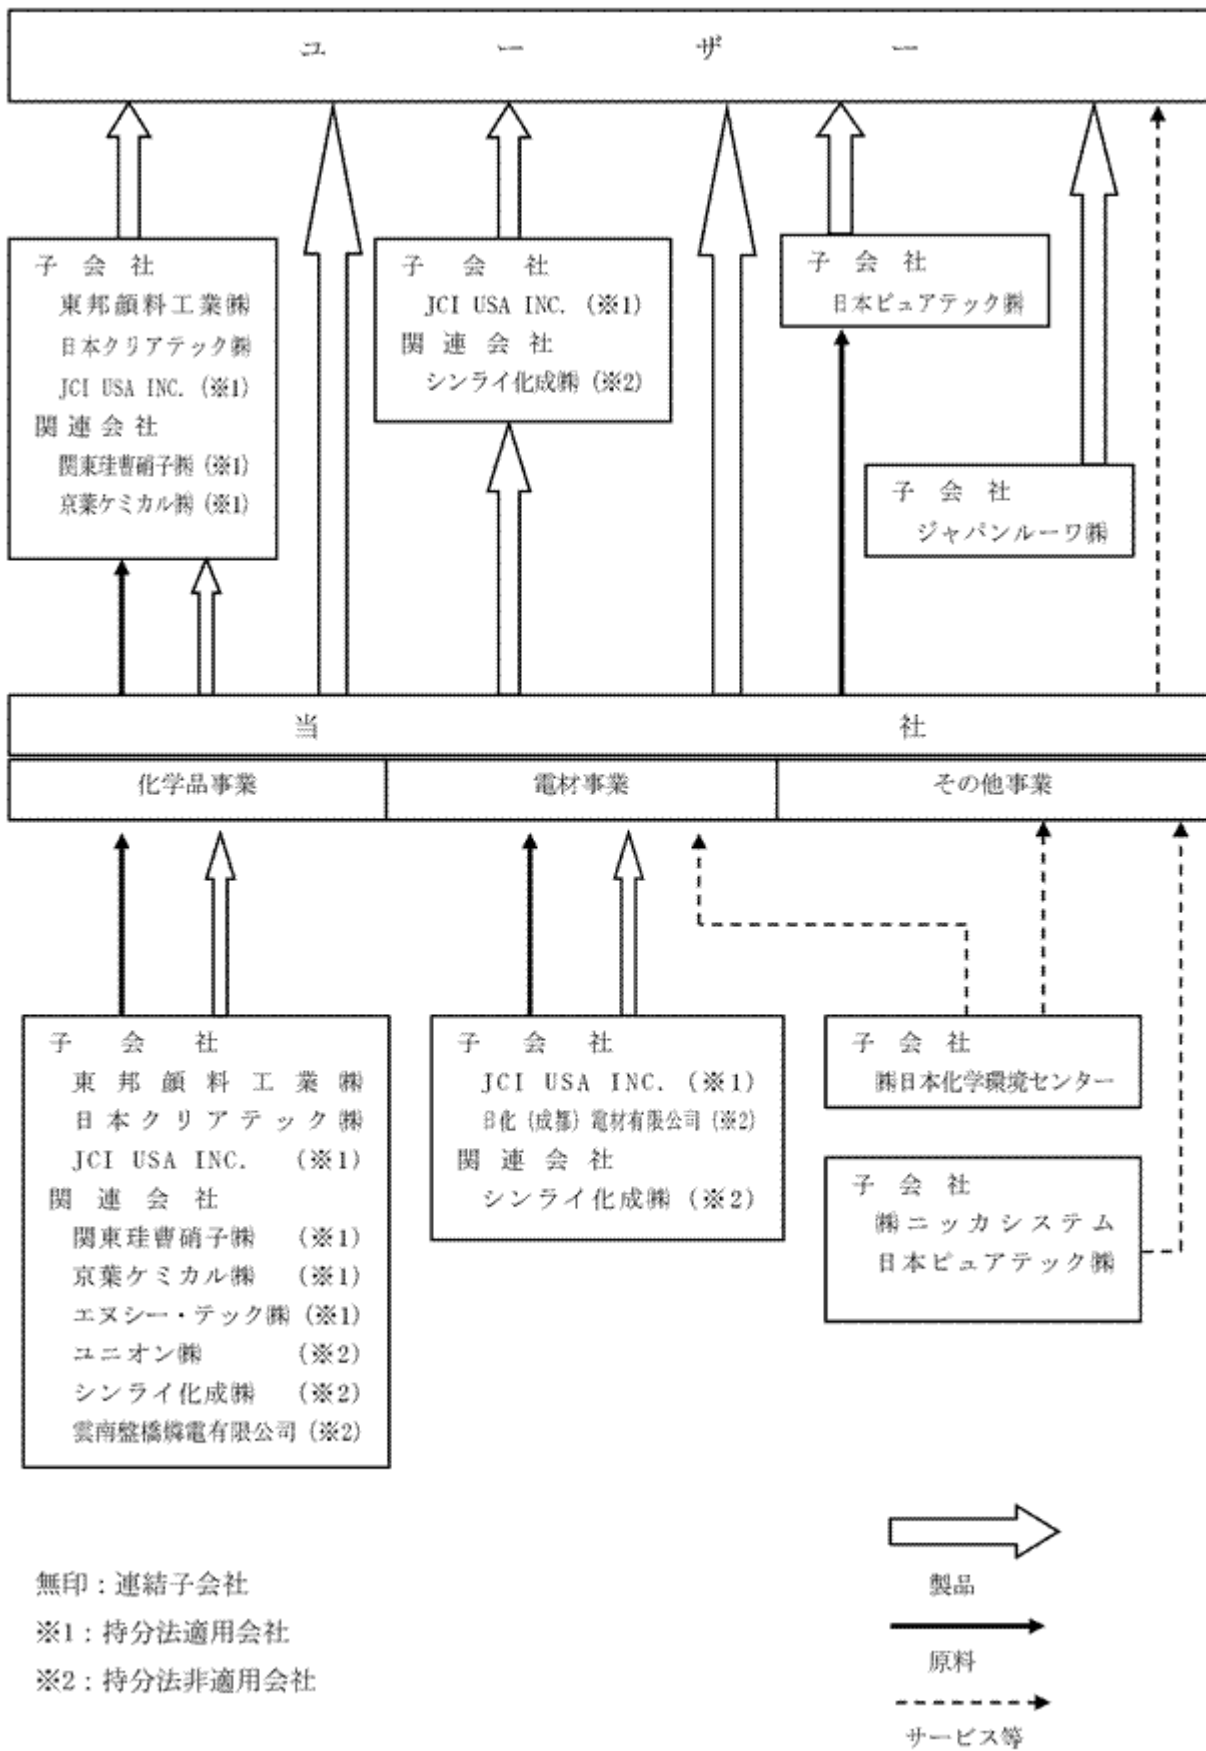 ユーザー
子会社
東邦顔料工業㈱
日本クリアテック㈱
JCI USA INC. (※1)
関連会社
関東珪曹硝子㈱ (※1)
京葉ケミカル㈱ (※1)
子会社
JCI USA INC. (※1)
関連会社
シンライ化成㈱ (※2)
子会社
日本ピュアテック㈱
子会社
ジャパンルーワ㈱
当社
化学品事業
電材事業
その他事業
子会社
東邦顔料工業㈱
日本クリアテック㈱
JCI USA INC. (※1)
関連会社
関東珪曹硝子㈱ (※1)
京葉ケミカル㈱ (※1)
エヌシー・テック㈱ (※1)
ユニオン㈱ (※2)
シンライ化成㈱ (※2)
雲南盤橋燐電有限公司 (※2)
子会社
JCI USA INC. (※1)
日化（成都）電材有限公司 (※2)
関連会社
シンライ化成㈱ (※2)
子会社
㈱日本化学環境センター
子会社
㈱ニッカシステム
日本ピュアテック㈱
無印：連結子会社
※1：持分法適用会社
※2：持分法非適用会社
製品
原料
サービス等